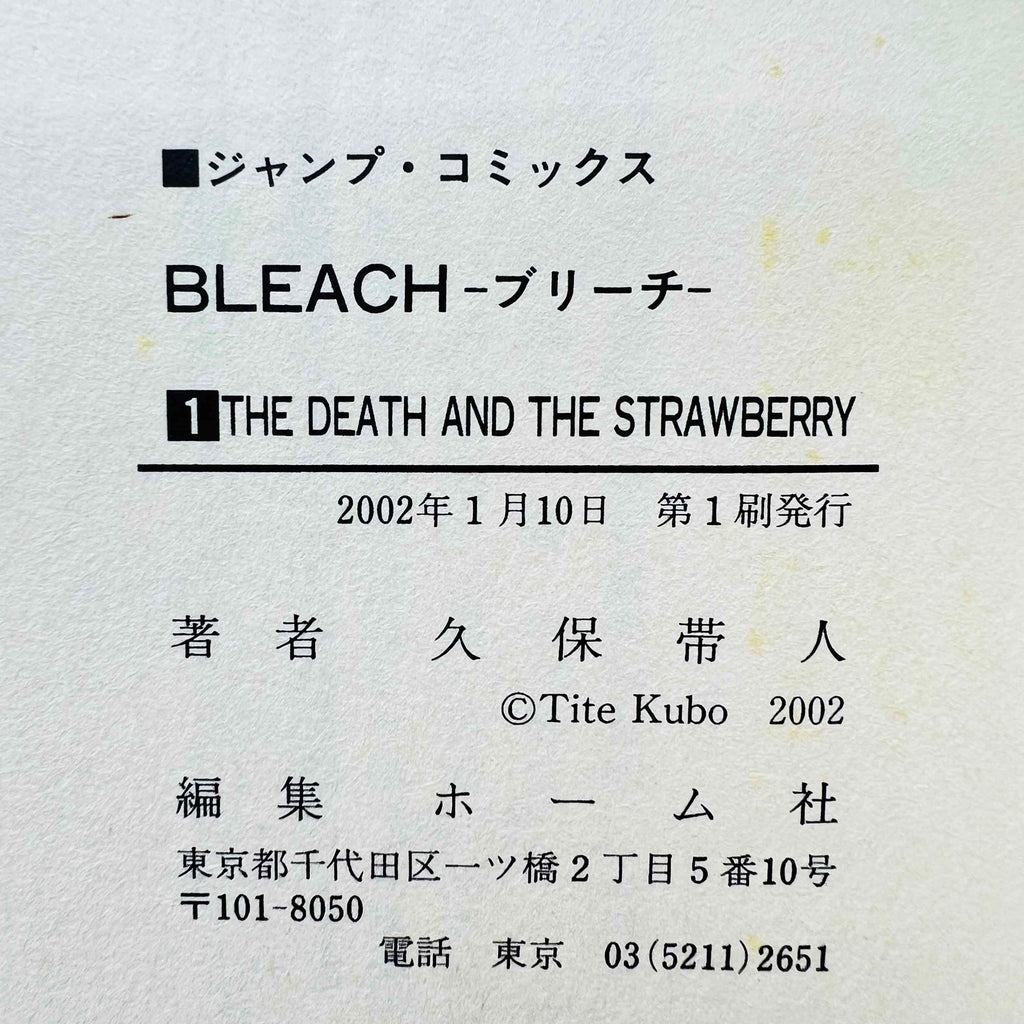 ■ジャンプ・コミックス
BLEACH -ブリーチ-
1 THE DEATH AND THE STRAWBERRY
2002年1月10日 第1刷発行
著者 久保帯人
©Tite Kubo 2002
編集 ホーム社
東京都千代田区一ツ橋2丁目5番10号
〒101-8050
電話 東京 03(5211)2651